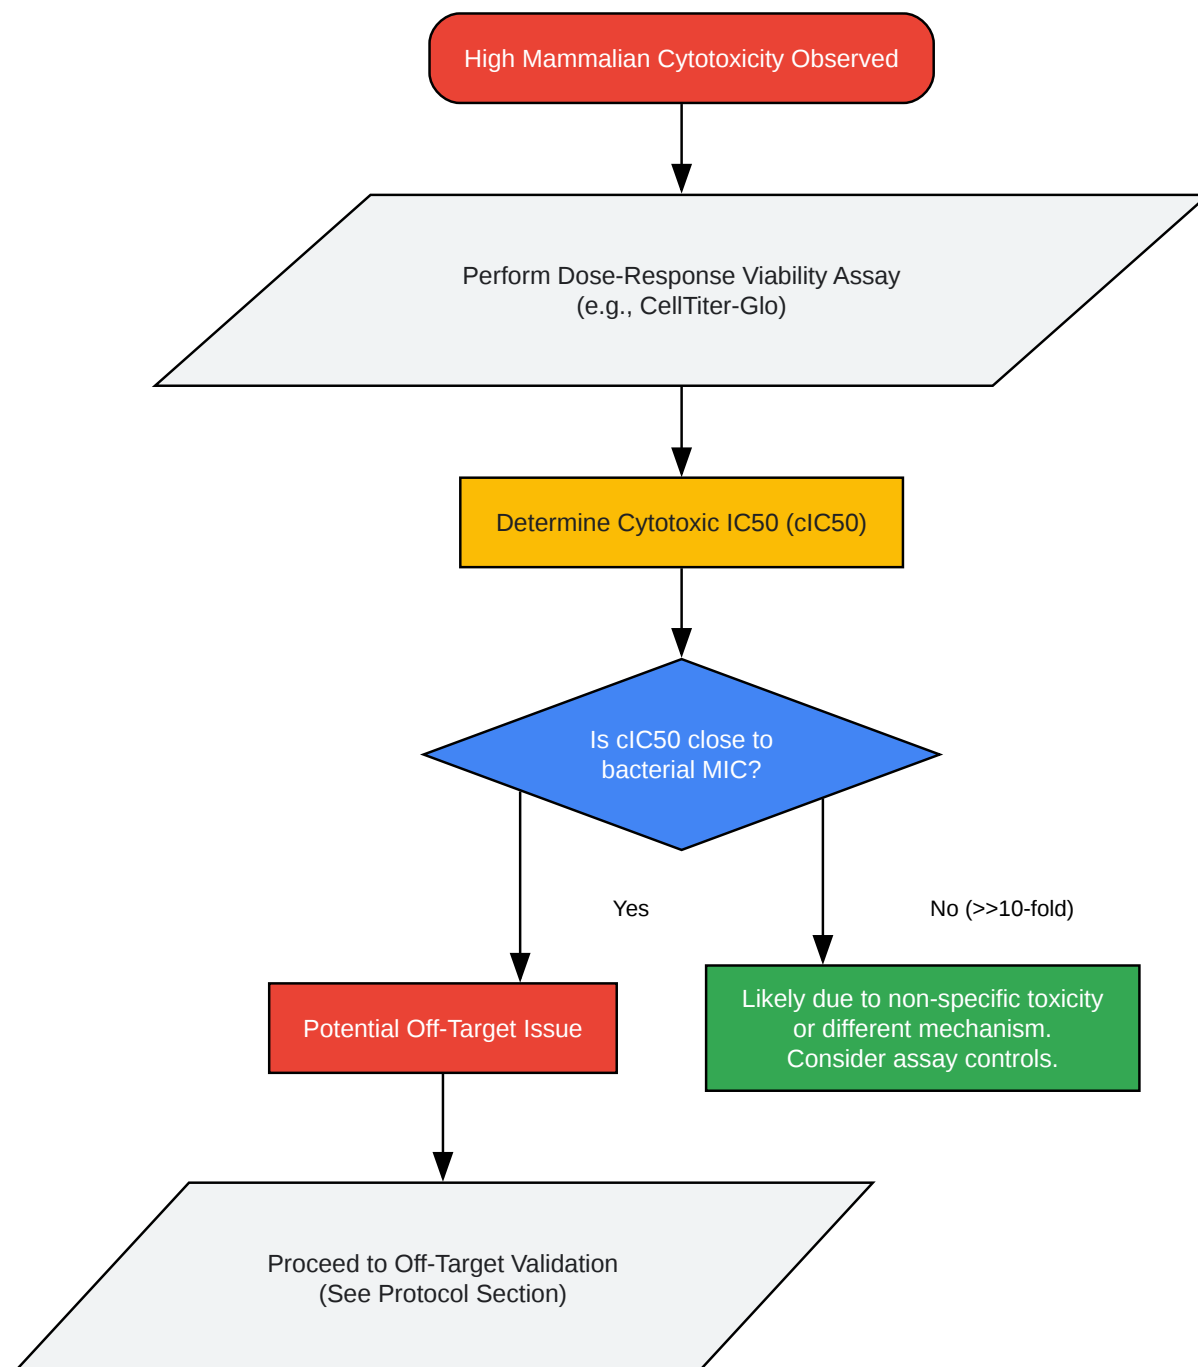 High Mammalian Cytotoxicity Observed
Perform Dose-Response Viability Assay
(e.g., CellTiter-Glo)
Determine Cytotoxic IC50 (cIC50)
Is cIC50 close to
bacterial MIC?
Yes
No (>>10-fold)
Potential Off-Target Issue
Likely due to non-specific toxicity
or different mechanism.
Consider assay controls.
Proceed to Off-Target Validation
(See Protocol Section)